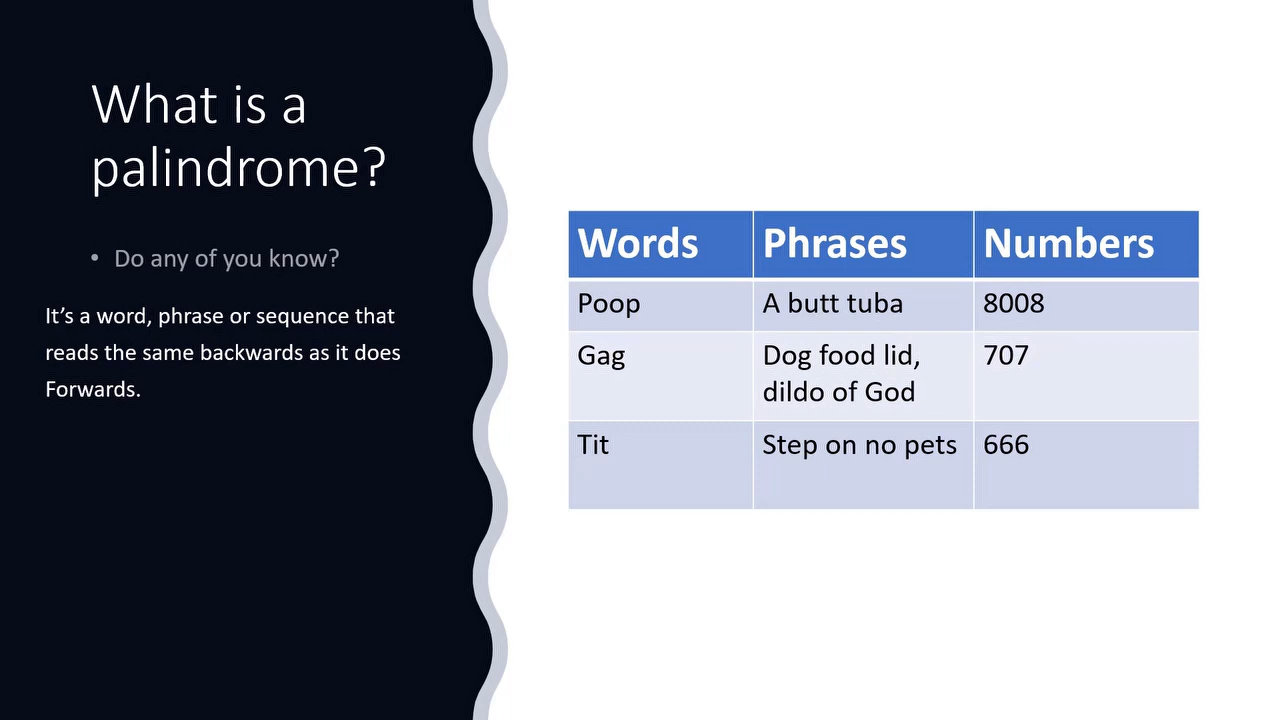 What is a
palindrome?
• Do any of you know?
It’s a word, phrase or sequence that
reads the same backwards as it does
Forwards.
Words Phrases Numbers
Poop A butt tuba 8008
Gag Dog food lid, 707
dildo of God
Tit Step on no pets 666